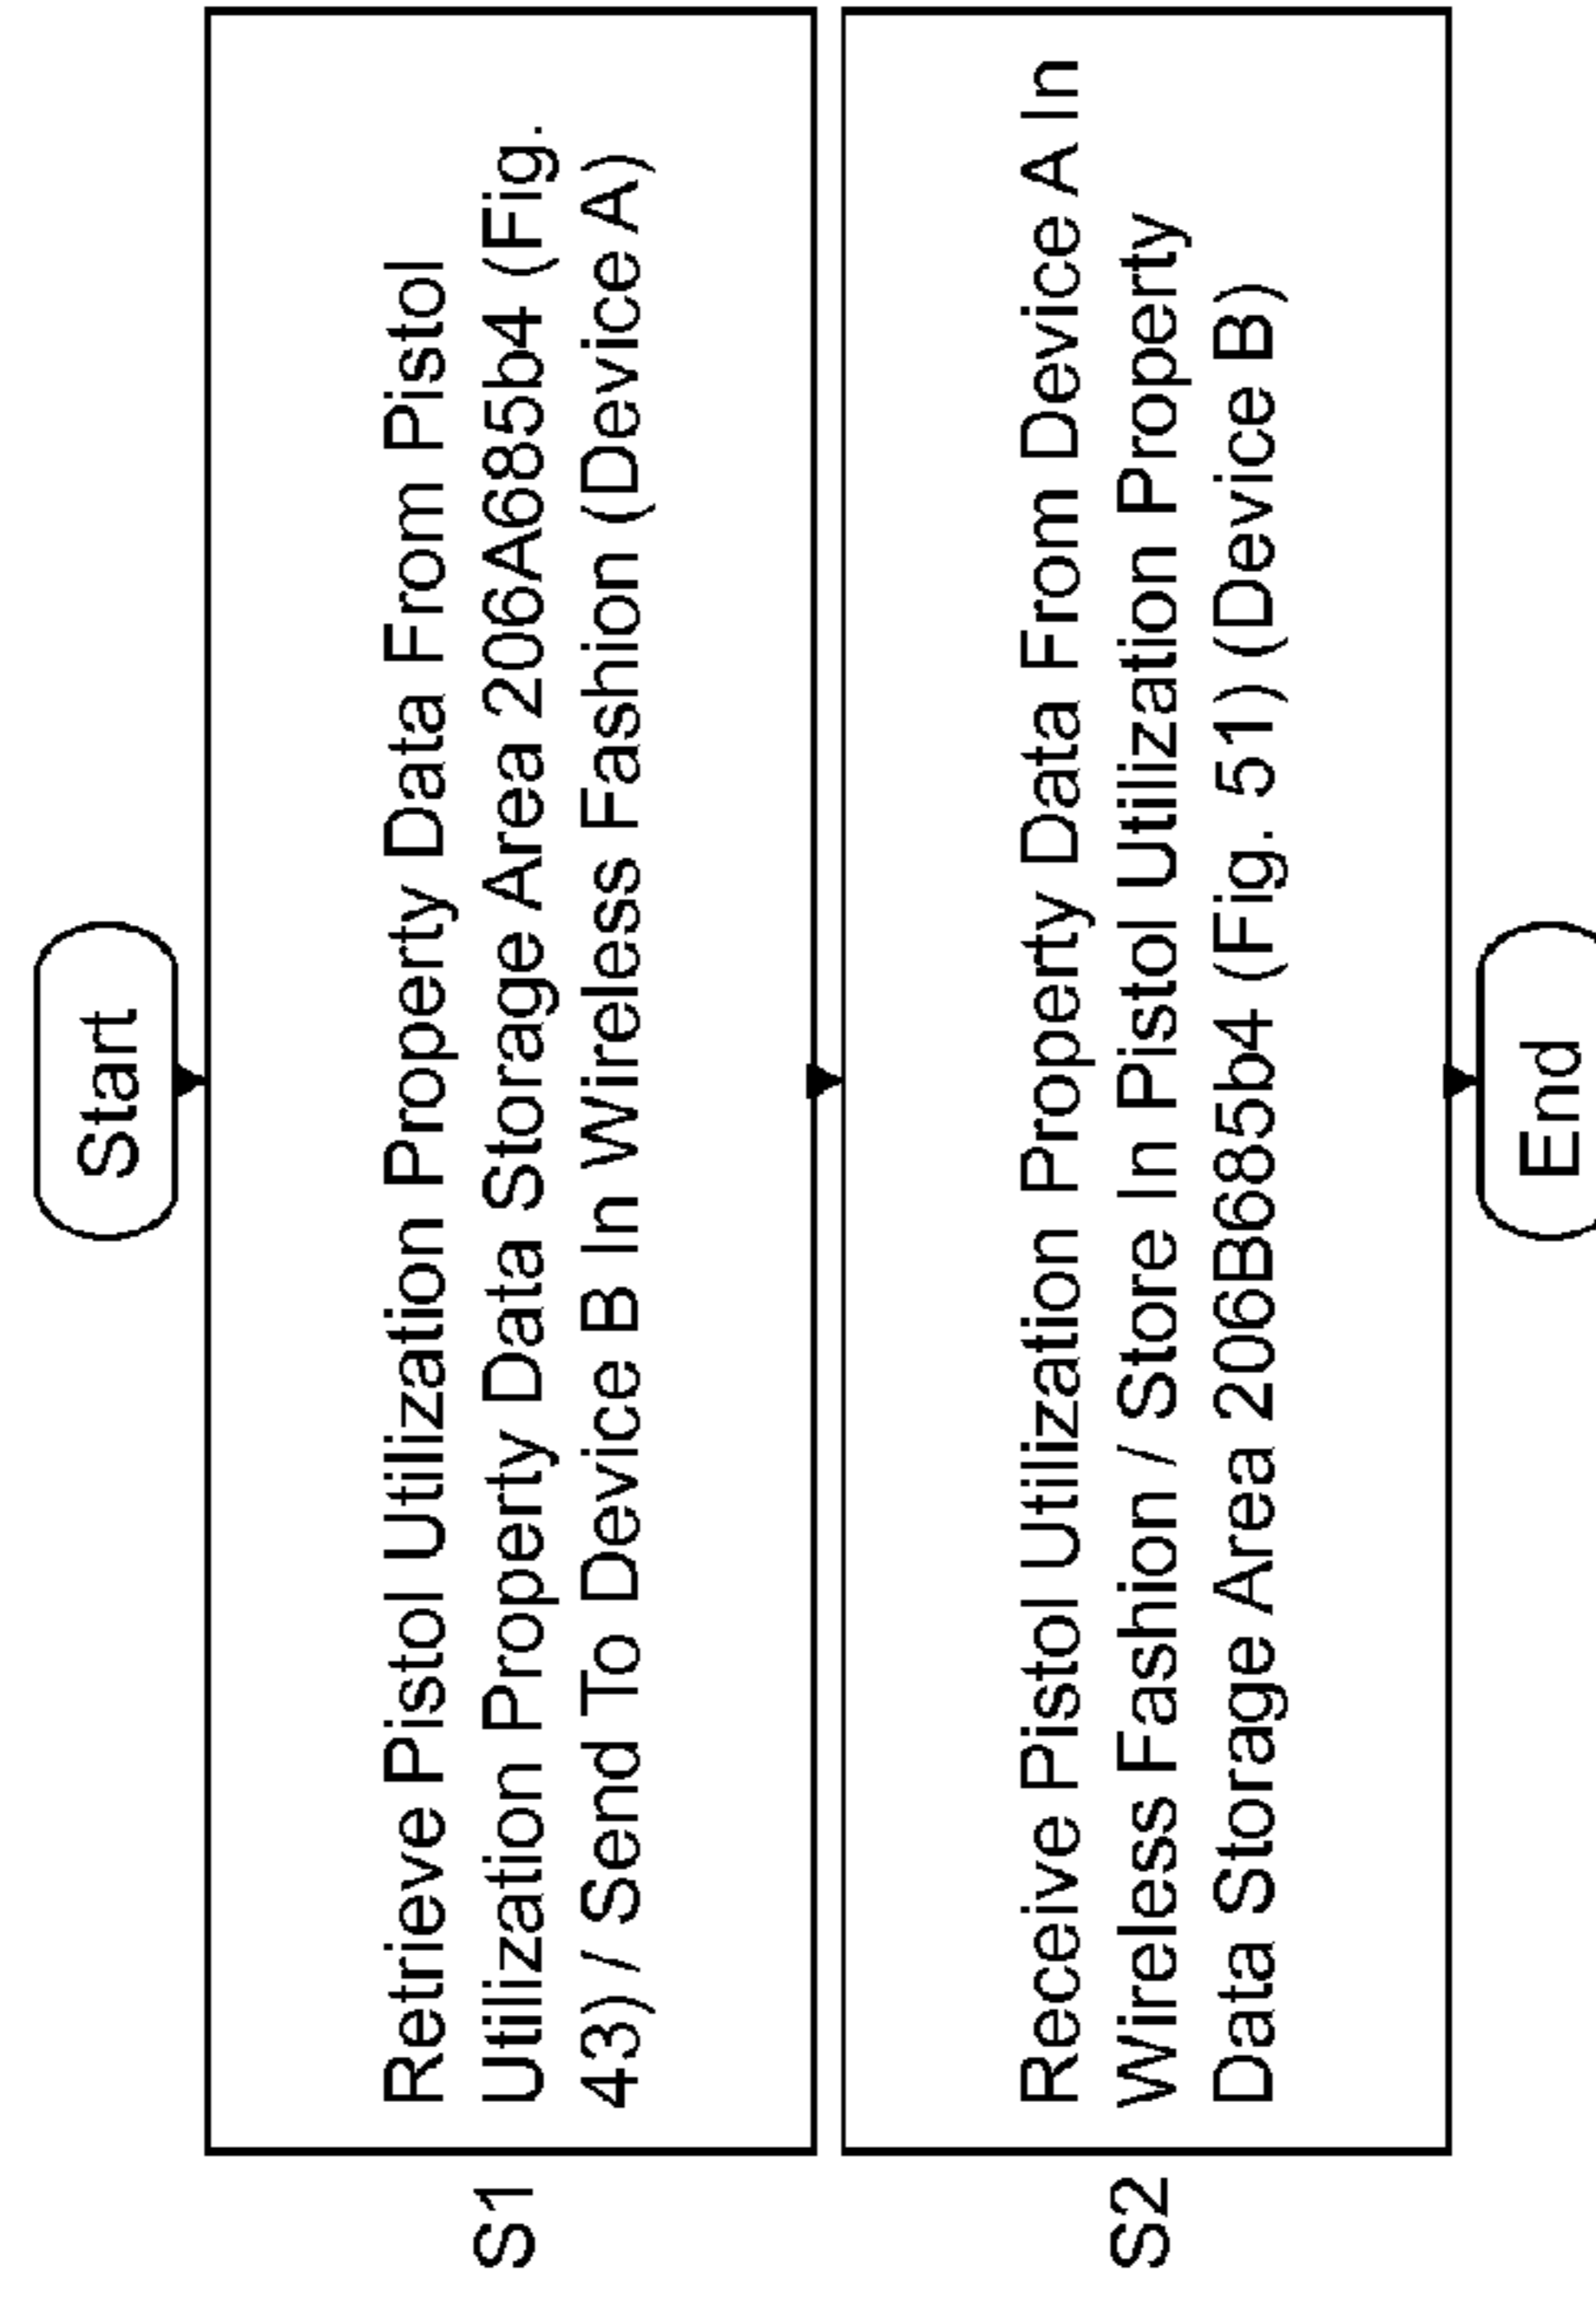 Start
S1
Retrieve Pistol Utilization Property Data From Pistol
Utilization Property Data Storage Area 206A685b4 (Fig.
43) / Send To Device B In Wireless Fashion (Device A)
S2
Receive Pistol Utilization Property Data From Device A In
Wireless Fashion / Store In Pistol Utilization Property
Data Storage Area 206B685b4 (Fig. 51) (Device B)
End